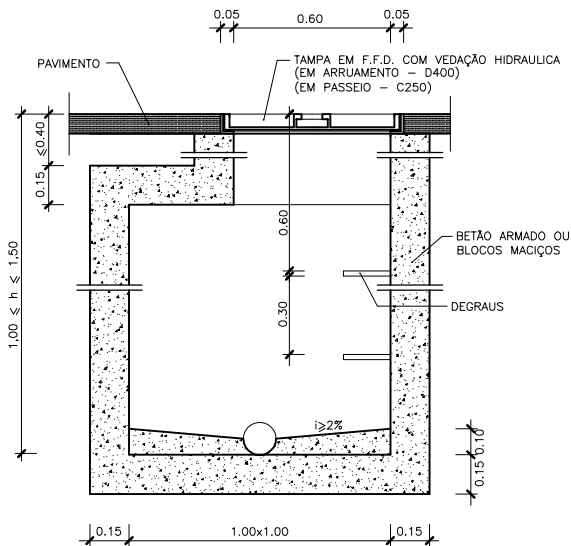 0.05
0.60
0.05
PAVIMENTO
TAMPA EM F.F.D. COM VEDAÇÃO HIDRAULICA
(EM ARRUAMENTO – D400)
(EM PASSEIO – C250)
≤0.40
0.15
1,00 ≤ h ≤ 1,50
0.60
0.30
BETÃO ARMADO OU
BLOCOS MACIÇOS
DEGRAUS
i≥2%
0.10
0.15
0.15
1.00x1.00
0.15